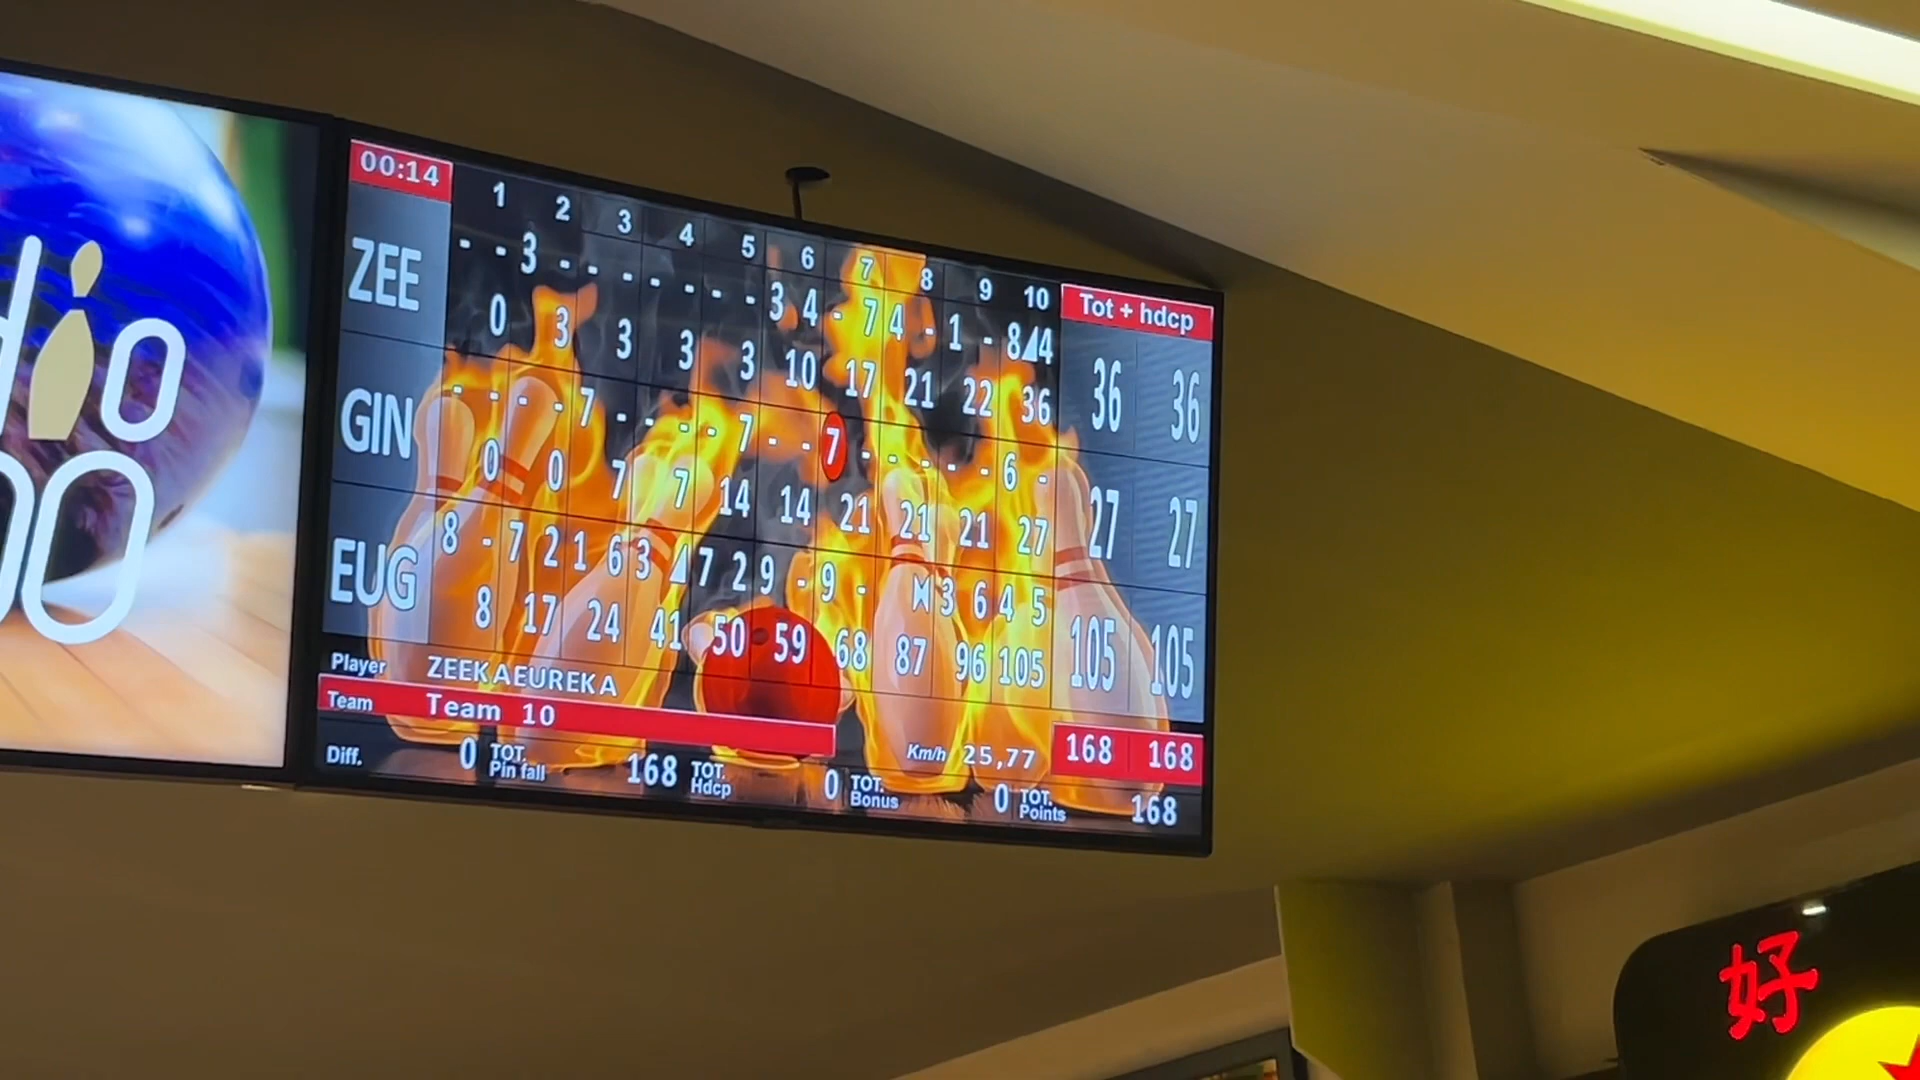 00:14
1 2 3 4 5 6 7 8 9 10 Tot + hdcp
ZEE - - 3 - - - - - - - 3 4 - 7 4 - 1 - 8 ◢ 4
0 3 3 3 3 10 17 21 22 36 36 36
GIN - - - - 7 - - - - 7 - - 7 - - - - - 6 -
0 0 7 7 14 14 21 21 21 27 27 27
EUG 8 - 7 2 1 6 3 ◢ 7 2 9 - 9 - ⧓ 3 6 4 5
8 17 24 41 50 59 68 87 96 105 105 105
Player ZEEKAEUREKA
Team Team 10
Km/h 25,77 168 168
Diff. 0 TOT. Pin fall 168 TOT. Hdcp 0 TOT. Bonus 0 TOT. Points 168
好